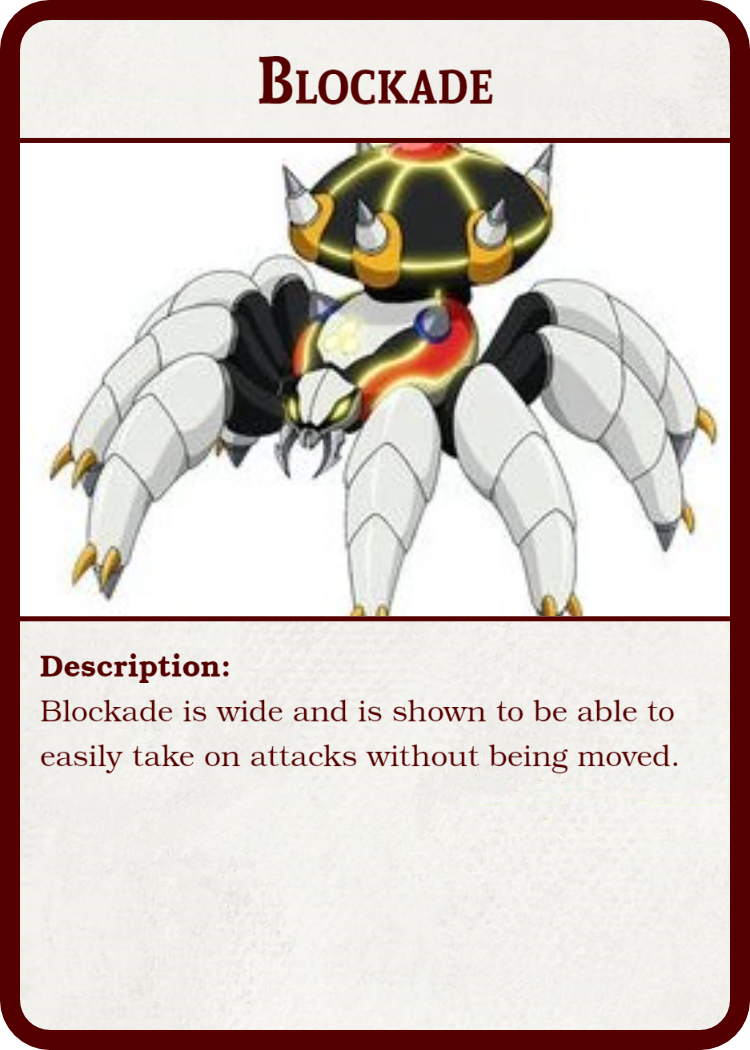 Blockade
Description:
Blockade is wide and is shown to be able to
easily take on attacks without being moved.